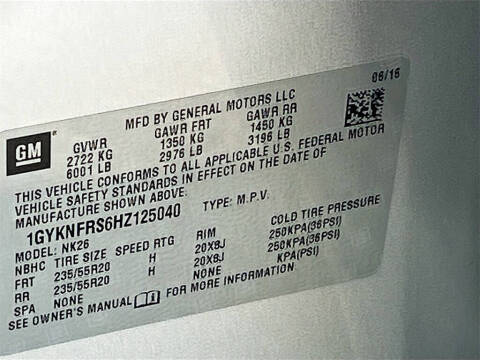 GM
06/16
MFD BY GENERAL MOTORS LLC
GVWR GAWR FRT GAWR RR
2722 KG 1350 KG 1450 KG
6001 LB 2976 LB 3196 LB
THIS VEHICLE CONFORMS TO ALL APPLICABLE U.S. FEDERAL MOTOR
VEHICLE SAFETY STANDARDS IN EFFECT ON THE DATE OF
MANUFACTURE SHOWN ABOVE.
1GYKNFRS6HZ125040 TYPE: M.P.V.
MODEL: NK26
NBHC TIRE SIZE SPEED RTG RIM COLD TIRE PRESSURE
FRT 235/55R20 H 20X8J 250KPA(36PSI)
RR 235/55R20 H 20X8J 250KPA(36PSI)
SPA NONE NONE KPA(PSI)
SEE OWNER'S MANUAL FOR MORE INFORMATION.